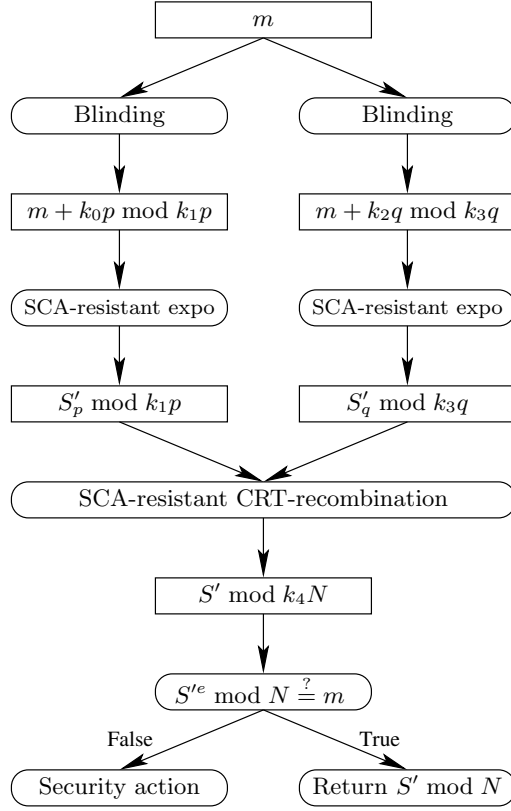 m
Blinding Blinding
m + k₀p mod k₁p m + k₂q mod k₃q
SCA-resistant expo SCA-resistant expo
S′ₚ mod k₁p S′_q mod k₃q
SCA-resistant CRT-recombination
S′ mod k₄N
S′ᵉ mod N ≟ m
False True
Security action Return S′ mod N